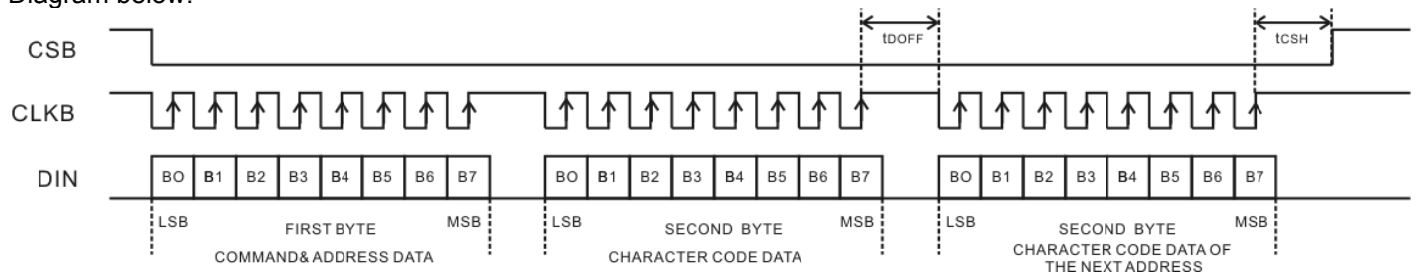 Diagram below:
CSB
tDOFF
tCSH
CLKB
DIN
BO B1 B2 B3 B4 B5 B6 B7
BO B1 B2 B3 B4 B5 B6 B7
BO B1 B2 B3 B4 B5 B6 B7
LSB FIRST BYTE MSB
COMMAND& ADDRESS DATA
LSB SECOND BYTE MSB
CHARACTER CODE DATA
LSB SECOND BYTE MSB
CHARACTER CODE DATA OF
THE NEXT ADDRESS